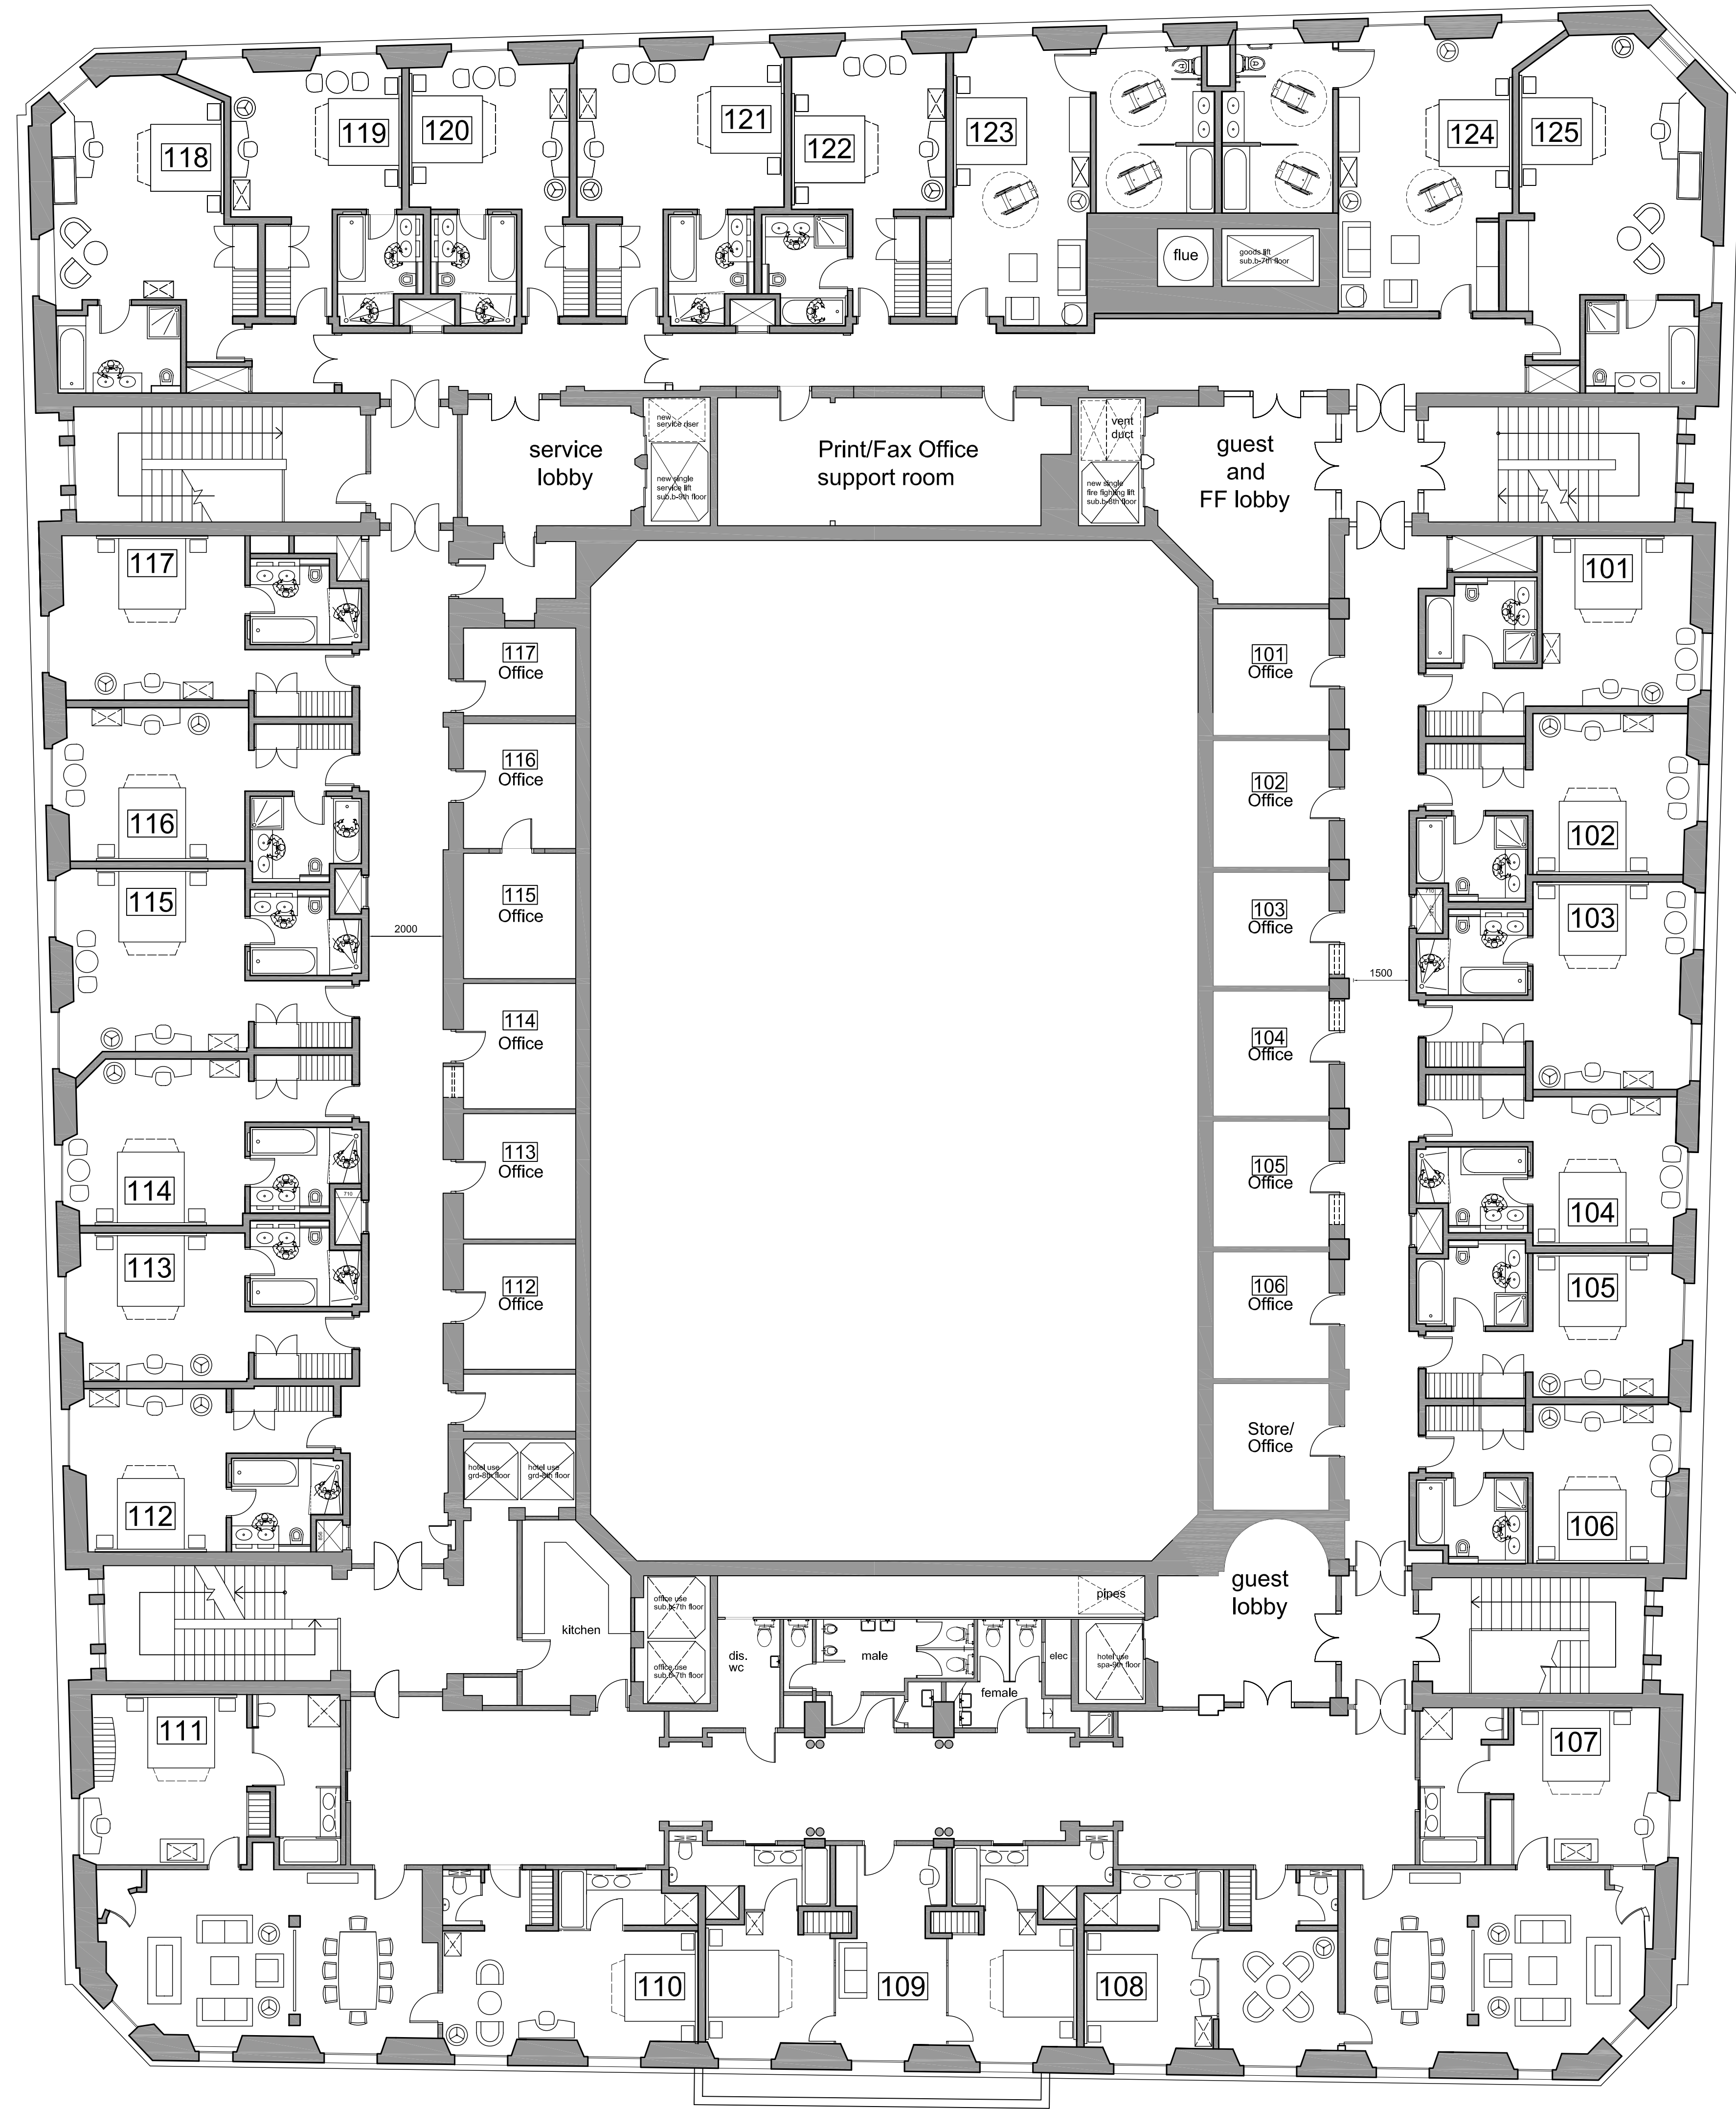 118
119
120
121
122
123
124
125
flue
goods lift
sub.b-7th floor
service
lobby
new
service riser
new single
service lift
sub.b-9th floor
Print/Fax Office
support room
vent
duct
new single
fire fighting lift
sub.b-8th floor
guest
and
FF lobby
117
116
115
114
113
112
117
Office
116
Office
115
Office
114
Office
113
Office
112
Office
2000
710
850
101
Office
102
Office
103
Office
104
Office
105
Office
106
Office
Store/
Office
1500
710
101
102
103
104
105
106
hotel use
grd-8th floor
hotel use
grd-8th floor
kitchen
office use
sub.b-7th floor
office use
sub.b-7th floor
dis.
wc
male
female
elec
pipes
hotel use
spa-9th floor
guest
lobby
111
107
110
109
108